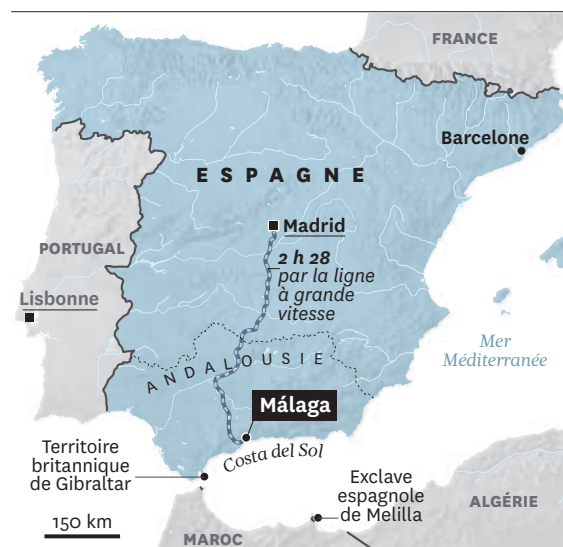 FRANCE
Barcelone
ESPAGNE
Madrid
PORTUGAL
2 h 28
par la ligne
à grande
vitesse
Lisbonne
Mer
Méditerranée
ANDALOUSIE
Málaga
Costa del Sol
Territoire
britannique
de Gibraltar
Exclave
espagnole
de Melilla
ALGÉRIE
150 km
MAROC